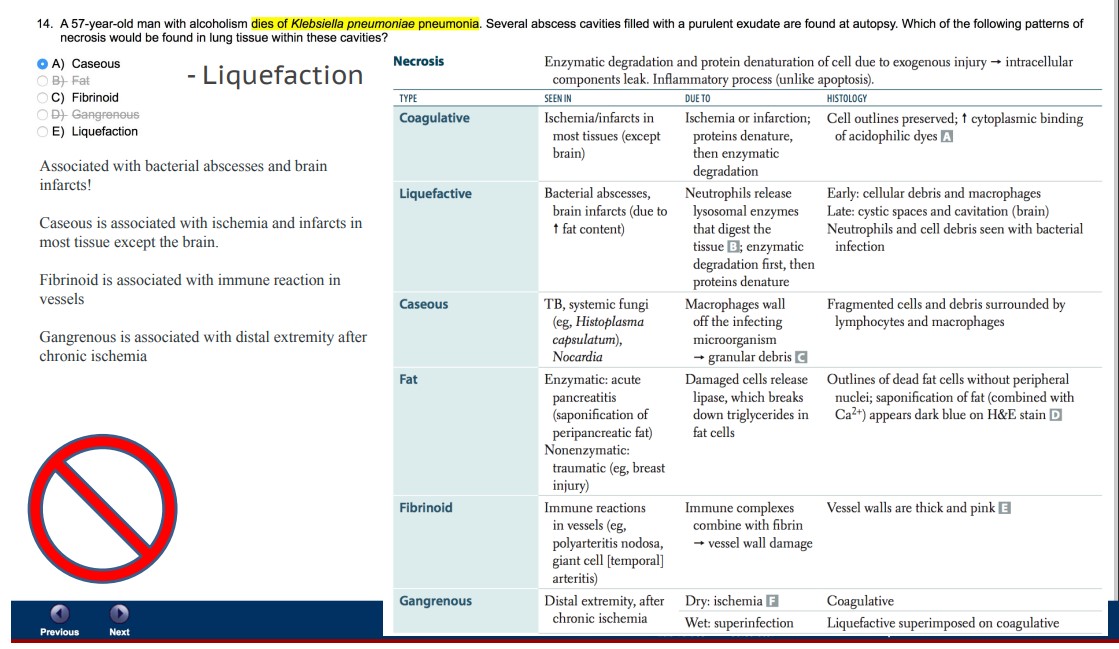 14. A 57-year-old man with alcoholism dies of Klebsiella pneumoniae pneumonia. Several abscess cavities filled with a purulent exudate are found at autopsy. Which of the following patterns of
necrosis would be found in lung tissue within these cavities?
A) Caseous
B) Fat
C) Fibrinoid
D) Gangrenous
E) Liquefaction
- Liquefaction
Associated with bacterial abscesses and brain
infarcts!
Caseous is associated with ischemia and infarcts in
most tissue except the brain.
Fibrinoid is associated with immune reaction in
vessels
Gangrenous is associated with distal extremity after
chronic ischemia
Previous
Next
Necrosis
Enzymatic degradation and protein denaturation of cell due to exogenous injury → intracellular
components leak. Inflammatory process (unlike apoptosis).
TYPE SEEN IN DUE TO HISTOLOGY
Coagulative
Ischemia/infarcts in
most tissues (except
brain)
Ischemia or infarction;
proteins denature,
then enzymatic
degradation
Cell outlines preserved; ↑ cytoplasmic binding
of acidophilic dyes A
Liquefactive
Bacterial abscesses,
brain infarcts (due to
↑ fat content)
Neutrophils release
lysosomal enzymes
that digest the
tissue B; enzymatic
degradation first, then
proteins denature
Early: cellular debris and macrophages
Late: cystic spaces and cavitation (brain)
Neutrophils and cell debris seen with bacterial
infection
Caseous
TB, systemic fungi
(eg, Histoplasma
capsulatum),
Nocardia
Macrophages wall
off the infecting
microorganism
→ granular debris C
Fragmented cells and debris surrounded by
lymphocytes and macrophages
Fat
Enzymatic: acute
pancreatitis
(saponification of
peripancreatic fat)
Nonenzymatic:
traumatic (eg, breast
injury)
Damaged cells release
lipase, which breaks
down triglycerides in
fat cells
Outlines of dead fat cells without peripheral
nuclei; saponification of fat (combined with
Ca2+) appears dark blue on H&E stain D
Fibrinoid
Immune reactions
in vessels (eg,
polyarteritis nodosa,
giant cell [temporal]
arteritis)
Immune complexes
combine with fibrin
→ vessel wall damage
Vessel walls are thick and pink E
Gangrenous
Distal extremity, after
chronic ischemia
Dry: ischemia F
Coagulative
Wet: superinfection
Liquefactive superimposed on coagulative